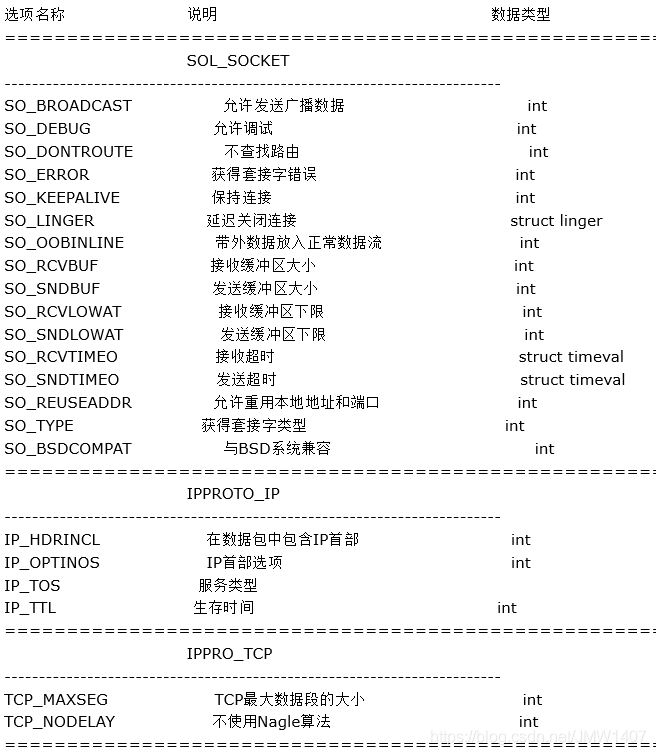 选项名称 说明 数据类型
========================================================================
SOL_SOCKET
------------------------------------------------------------------------
SO_BROADCAST 允许发送广播数据 int
SO_DEBUG 允许调试 int
SO_DONTROUTE 不查找路由 int
SO_ERROR 获得套接字错误 int
SO_KEEPALIVE 保持连接 int
SO_LINGER 延迟关闭连接 struct linger
SO_OOBINLINE 带外数据放入正常数据流 int
SO_RCVBUF 接收缓冲区大小 int
SO_SNDBUF 发送缓冲区大小 int
SO_RCVLOWAT 接收缓冲区下限 int
SO_SNDLOWAT 发送缓冲区下限 int
SO_RCVTIMEO 接收超时 struct timeval
SO_SNDTIMEO 发送超时 struct timeval
SO_REUSEADDR 允许重用本地地址和端口 int
SO_TYPE 获得套接字类型 int
SO_BSDCOMPAT 与BSD系统兼容 int
========================================================================
IPPROTO_IP
------------------------------------------------------------------------
IP_HDRINCL 在数据包中包含IP首部 int
IP_OPTINOS IP首部选项 int
IP_TOS 服务类型
IP_TTL 生存时间 int
========================================================================
IPPRO_TCP
------------------------------------------------------------------------
TCP_MAXSEG TCP最大数据段的大小 int
TCP_NODELAY 不使用Nagle算法 int
https://blog.csdn.net/JMW1407
========================================================================